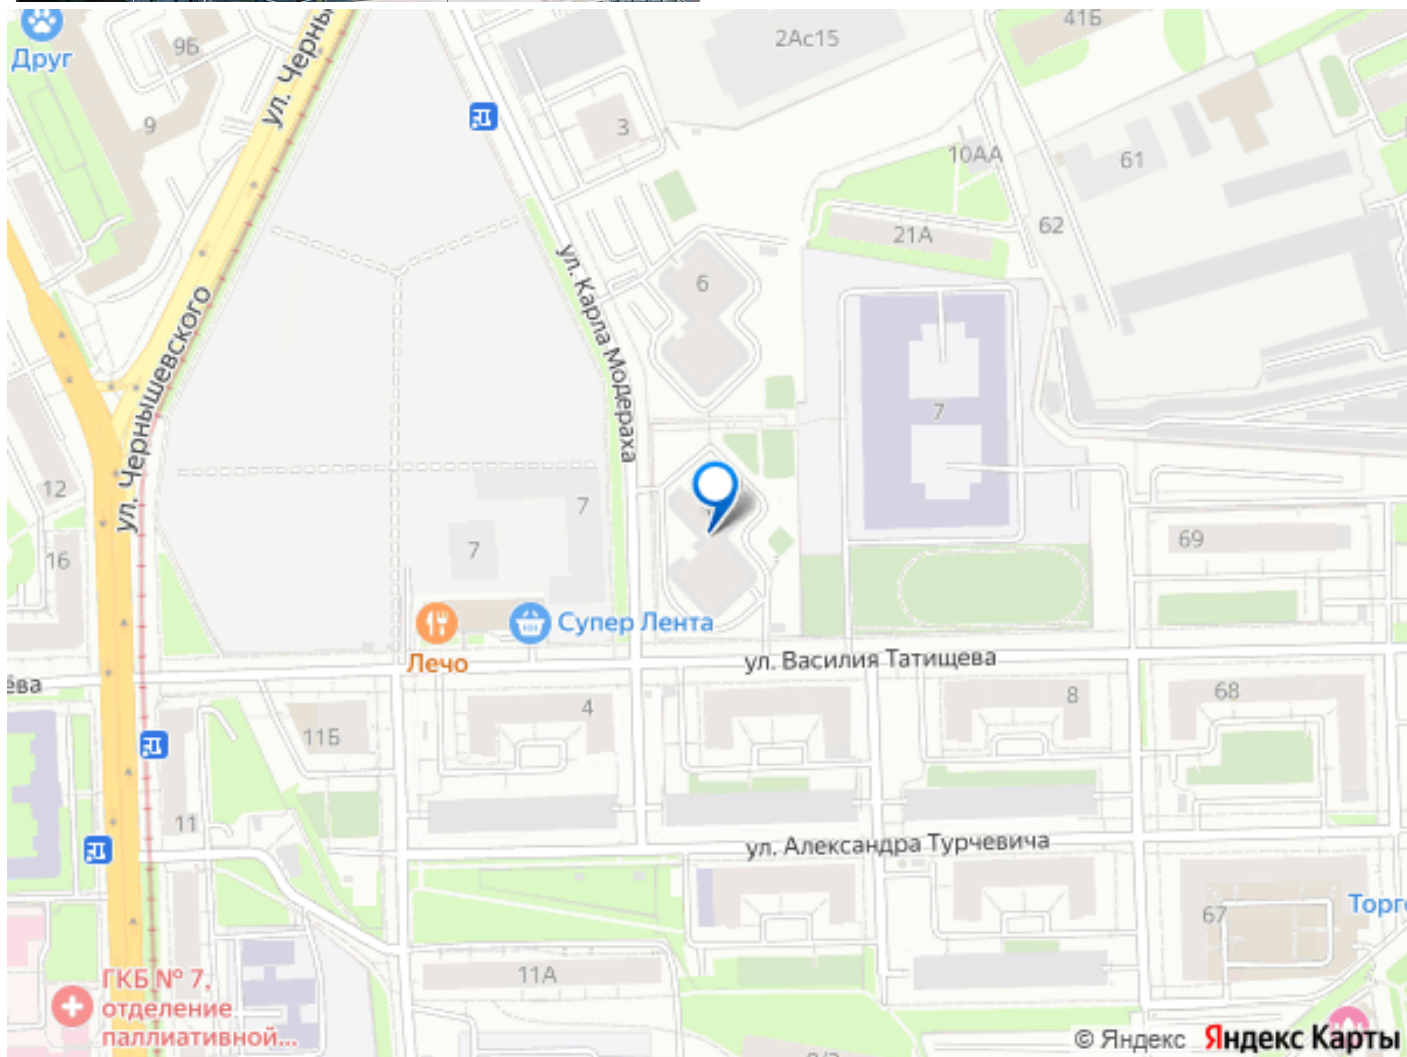 41Б
9Б
2Ас15
Друг
ул. Черны
9
3
10АА
61
62
21А
6
ул. Карла Модераха
ул. Чернышевского
7
12
7
16
7
69
Супер Лента
Лечо
ул. Василия Татищева
ёва
4
8
68
11Б
11
ул. Александра Турчевича
67
Торг
11А
ГКБ № 7,
отделение
паллиативной...
© Яндекс Яндекс Карты